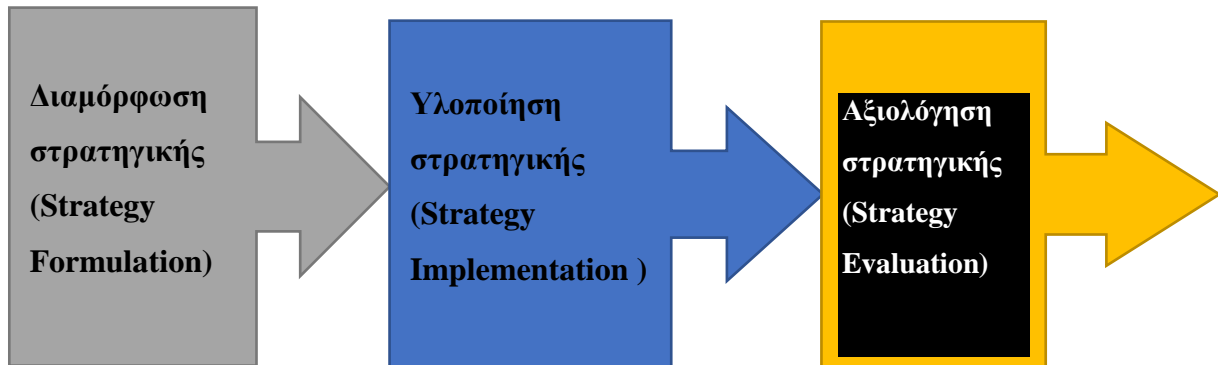 Διαμόρφωση
στρατηγικής
(Strategy
Formulation)
Υλοποίηση
στρατηγικής
(Strategy
Implementation )
Αξιολόγηση
στρατηγικής
(Strategy
Evaluation)